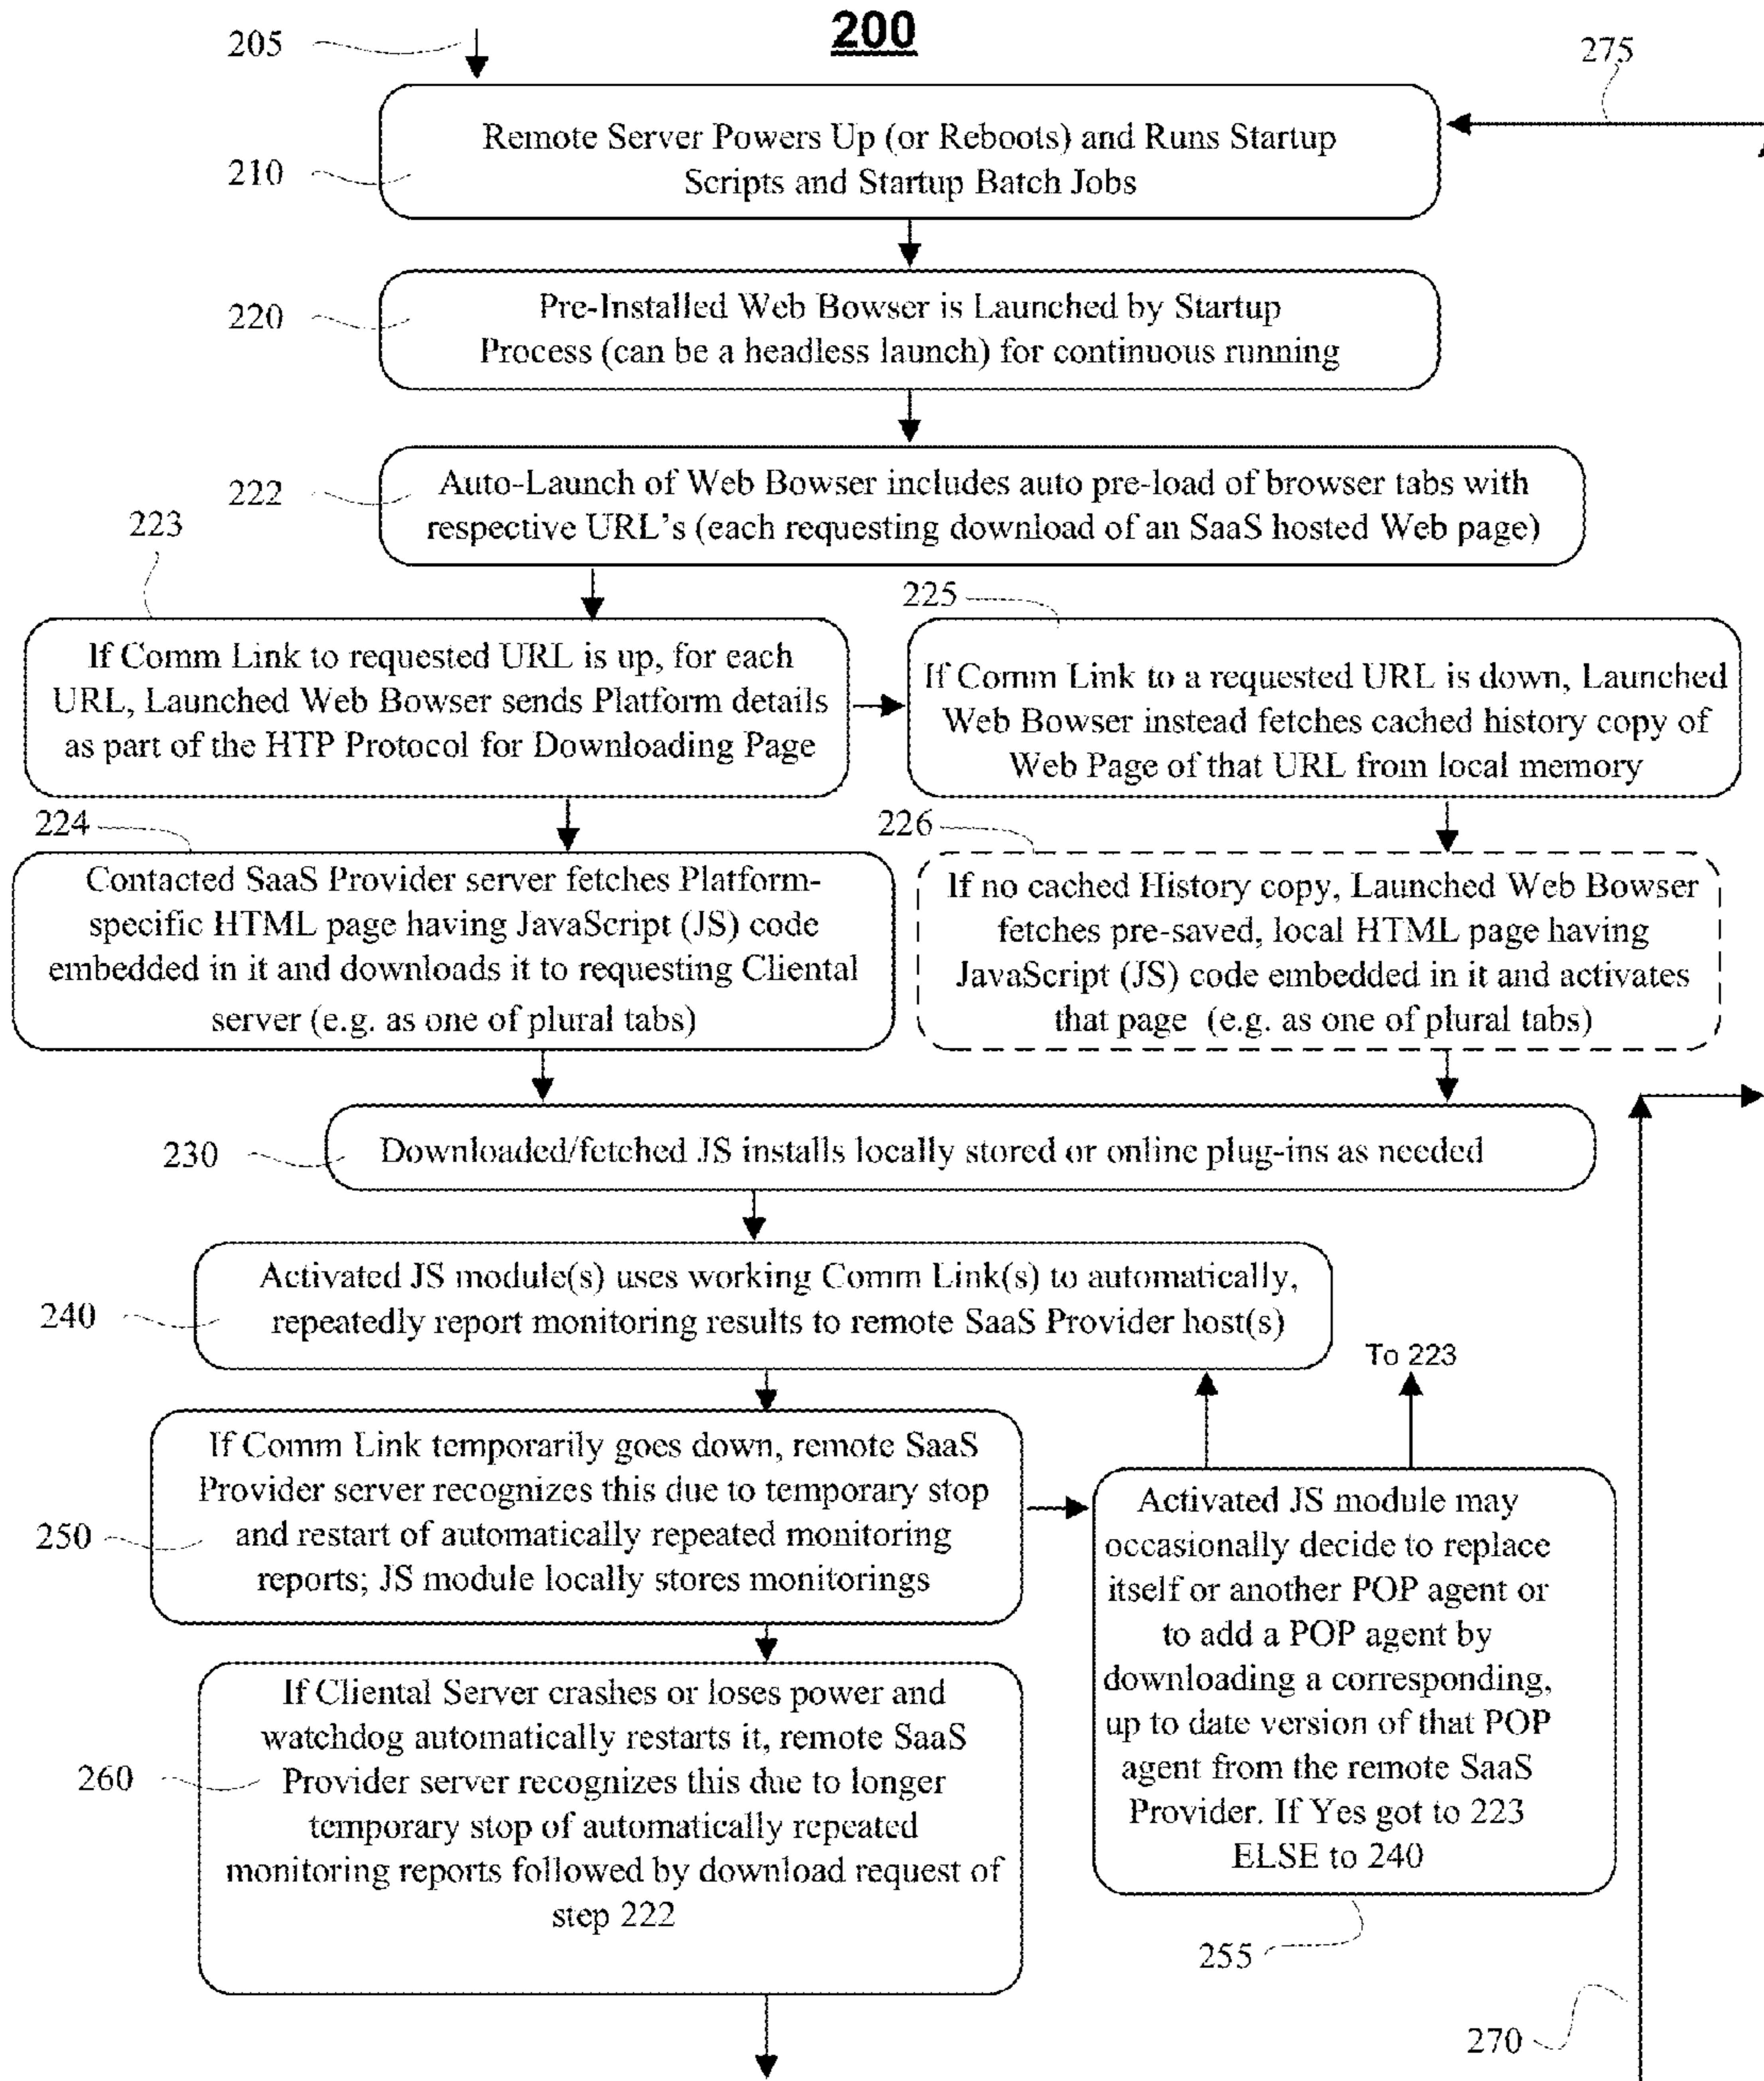 200
205
275
210
Remote Server Powers Up (or Reboots) and Runs Startup
Scripts and Startup Batch Jobs
220
Pre-Installed Web Bowser is Launched by Startup
Process (can be a headless launch) for continuous running
222
Auto-Launch of Web Bowser includes auto pre-load of browser tabs with
respective URL's (each requesting download of an SaaS hosted Web page)
223
If Comm Link to requested URL is up, for each
URL, Launched Web Bowser sends Platform details
as part of the HTP Protocol for Downloading Page
225
If Comm Link to a requested URL is down, Launched
Web Bowser instead fetches cached history copy of
Web Page of that URL from local memory
224
Contacted SaaS Provider server fetches Platform-
specific HTML page having JavaScript (JS) code
embedded in it and downloads it to requesting Cliental
server (e.g. as one of plural tabs)
226
If no cached History copy, Launched Web Bowser
fetches pre-saved, local HTML page having
JavaScript (JS) code embedded in it and activates
that page (e.g. as one of plural tabs)
230
Downloaded/fetched JS installs locally stored or online plug-ins as needed
240
Activated JS module(s) uses working Comm Link(s) to automatically,
repeatedly report monitoring results to remote SaaS Provider host(s)
To 223
250
If Comm Link temporarily goes down, remote SaaS
Provider server recognizes this due to temporary stop
and restart of automatically repeated monitoring
reports; JS module locally stores monitorings
Activated JS module may
occasionally decide to replace
itself or another POP agent or
to add a POP agent by
downloading a corresponding,
up to date version of that POP
agent from the remote SaaS
Provider. If Yes got to 223
ELSE to 240
255
260
If Cliental Server crashes or loses power and
watchdog automatically restarts it, remote SaaS
Provider server recognizes this due to longer
temporary stop of automatically repeated
monitoring reports followed by download request of
step 222
270